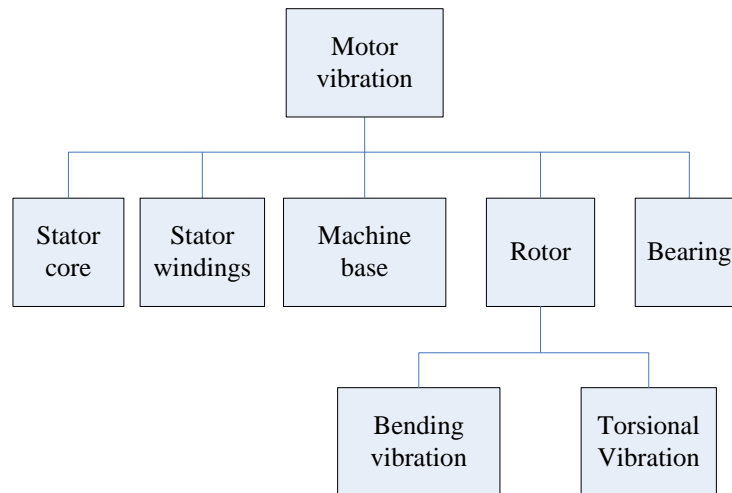 Motor
vibration
Stator
core
Stator
windings
Machine
base
Rotor
Bearing
Bending
vibration
Torsional
Vibration